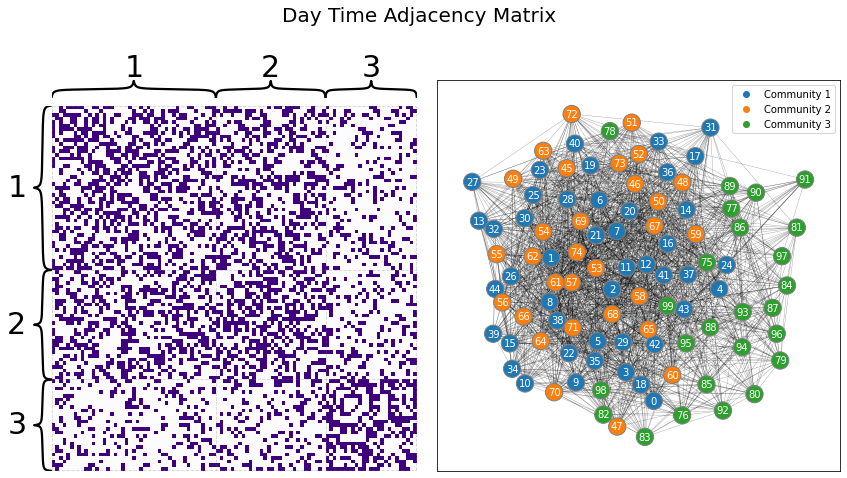 Day Time Adjacency Matrix
1 2 3
1
2
3
Community 1
Community 2
Community 3
72 51 31
78
40 33
63 52 17
23 45 19 73 36
27 49 46 48 89 91
25 28 6 50 90
13 30 69 20 14 77
32 54 21 7 67 59 86 81
55 62 1 74 16 97
26 53 11 12 41 37 75 24
44 61 57 2 58 4 84
56 8 99 43 93 87
66 38 68
39 71 65 88 96
15 64 5 29 42 95 94
34 22 35 79
10 9 3 60 85
70 98 18 0 80
82 76 92
47 83